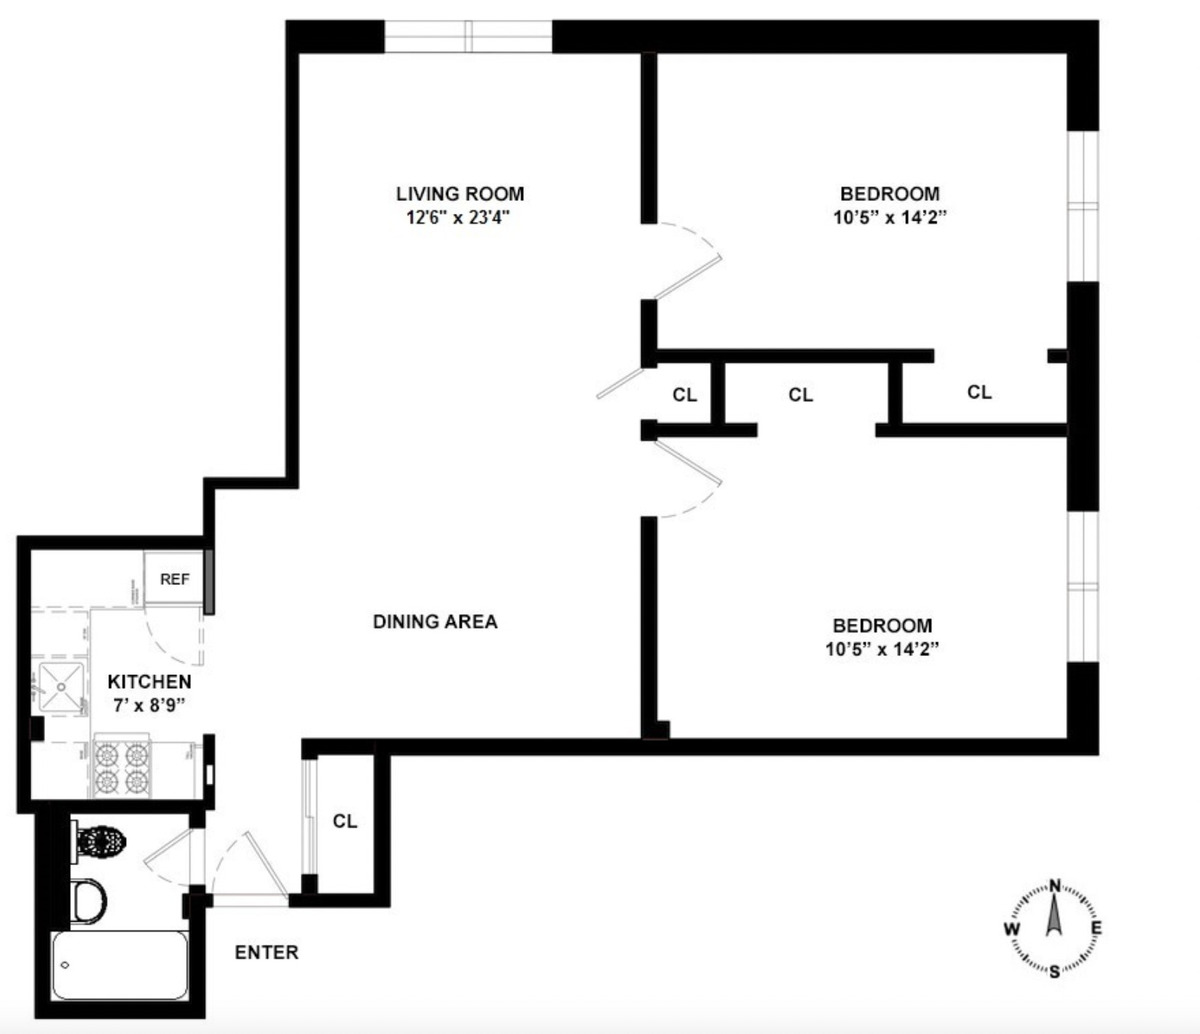 LIVING ROOM
12'6" x 23'4"
BEDROOM
10’5” x 14’2”
CL
CL
CL
REF
DINING AREA
BEDROOM
10’5” x 14’2”
KITCHEN
7’ x 8’9”
CL
ENTER
N
W
E
S